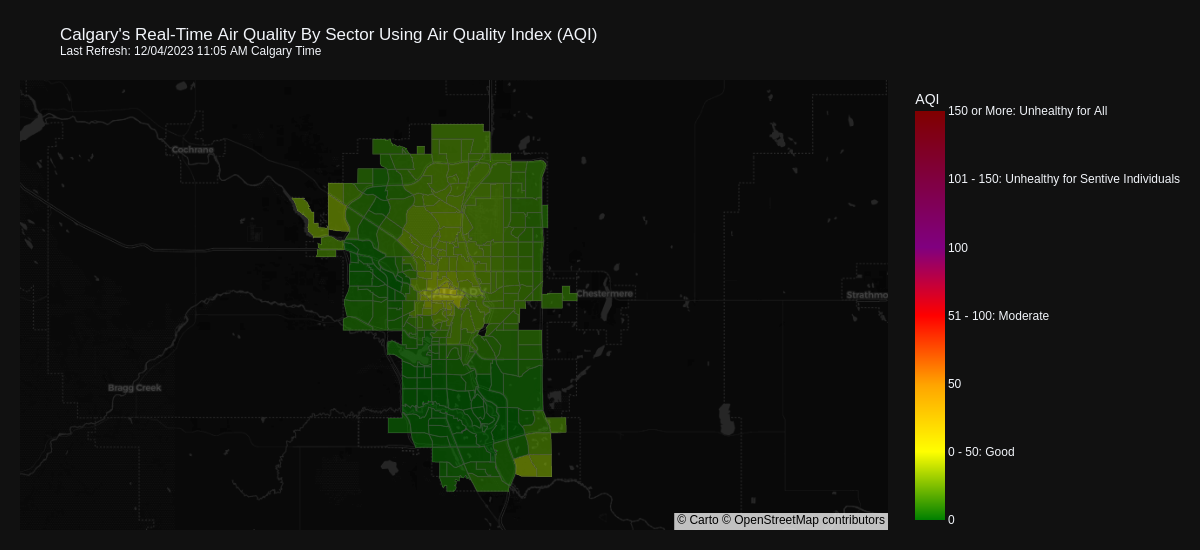 Calgary's Real-Time Air Quality By Sector Using Air Quality Index (AQI)
Last Refresh: 12/04/2023 11:05 AM Calgary Time
AQI
150 or More: Unhealthy for All
101 - 150: Unhealthy for Sentive Individuals
100
51 - 100: Moderate
50
0 - 50: Good
0
Cochrane
CALGARY
Chestermere
Strathmo
Bragg Creek
© Carto © OpenStreetMap contributors